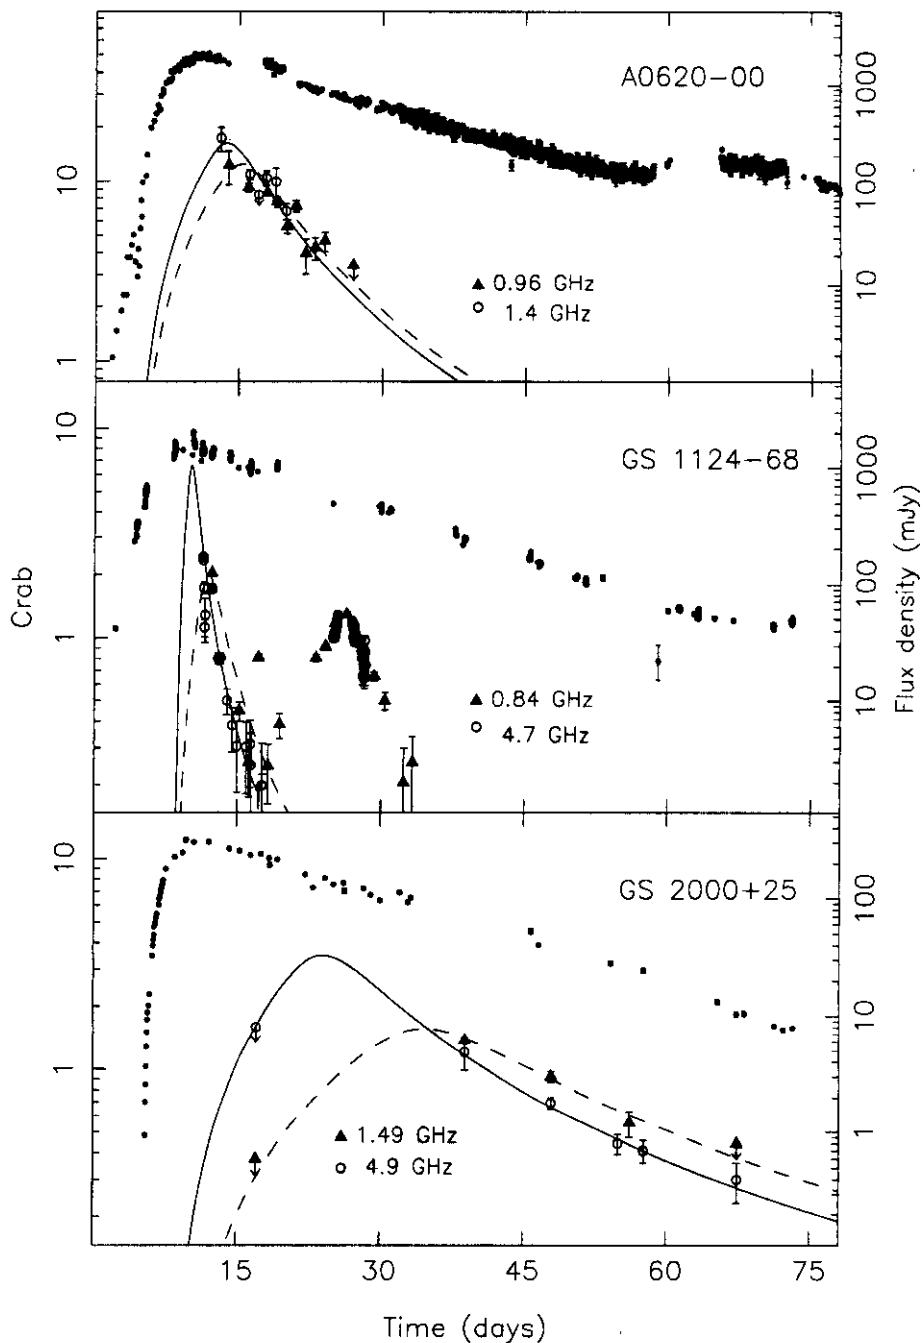 A0620-00
10
1
1000
100
10
0.96 GHz
1.4 GHz
GS 1124-68
10
1
1000
100
10
0.84 GHz
4.7 GHz
Crab
Flux density (mJy)
GS 2000+25
10
1
100
10
1
1.49 GHz
4.9 GHz
15
30
45
60
75
Time (days)